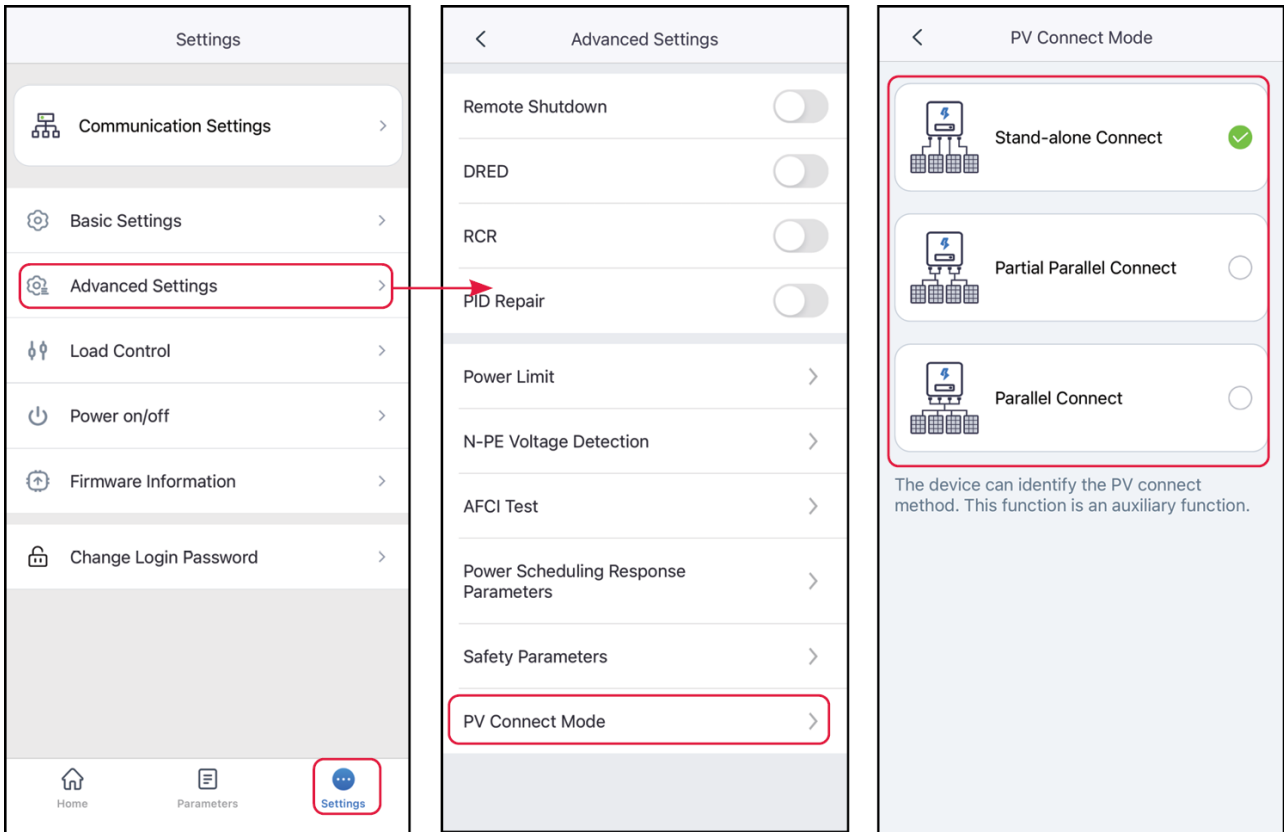 Settings
Communication Settings
Basic Settings
Advanced Settings
Load Control
Power on/off
Firmware Information
Change Login Password
Home
Parameters
Settings
Advanced Settings
Remote Shutdown
DRED
RCR
PID Repair
Power Limit
N-PE Voltage Detection
AFCI Test
Power Scheduling Response
Parameters
Safety Parameters
PV Connect Mode
PV Connect Mode
Stand-alone Connect
Partial Parallel Connect
Parallel Connect
The device can identify the PV connect
method. This function is an auxiliary function.